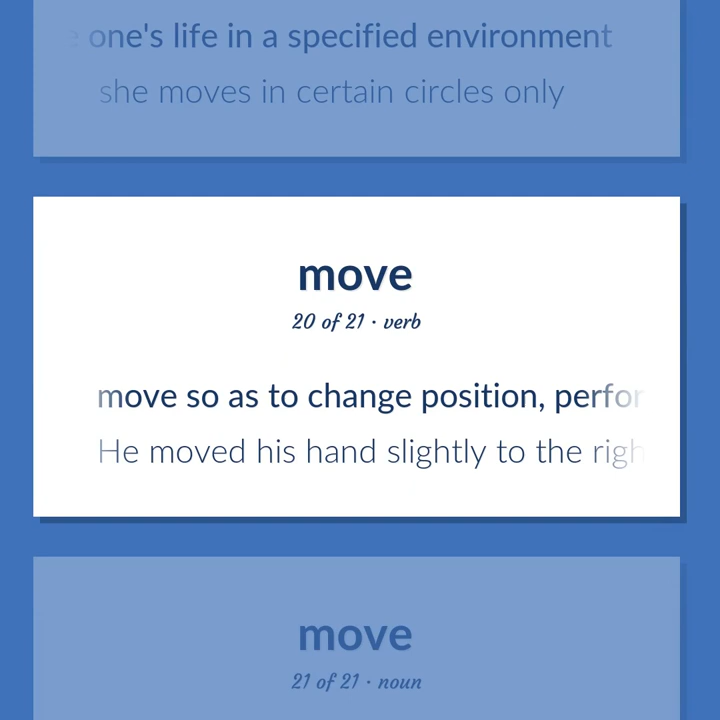 one's life in a specified environment
she moves in certain circles only
move
20 of 21 · verb
move so as to change position, perfor
He moved his hand slightly to the righ
move
21 of 21 · noun